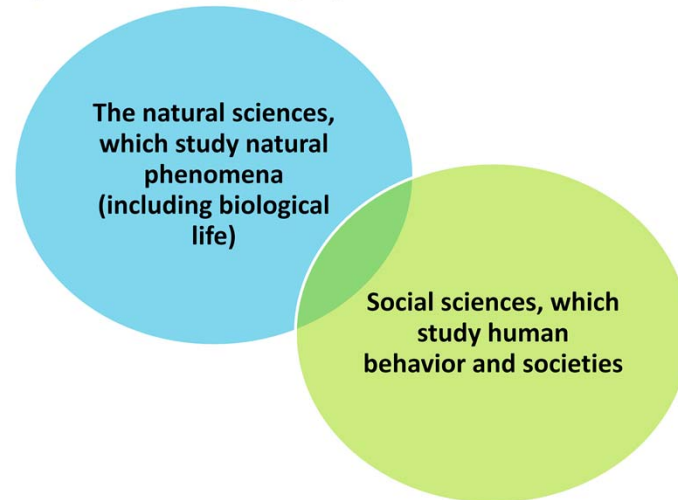 The natural sciences,
which study natural
phenomena
(including biological
life)
Social sciences, which
study human
behavior and societies